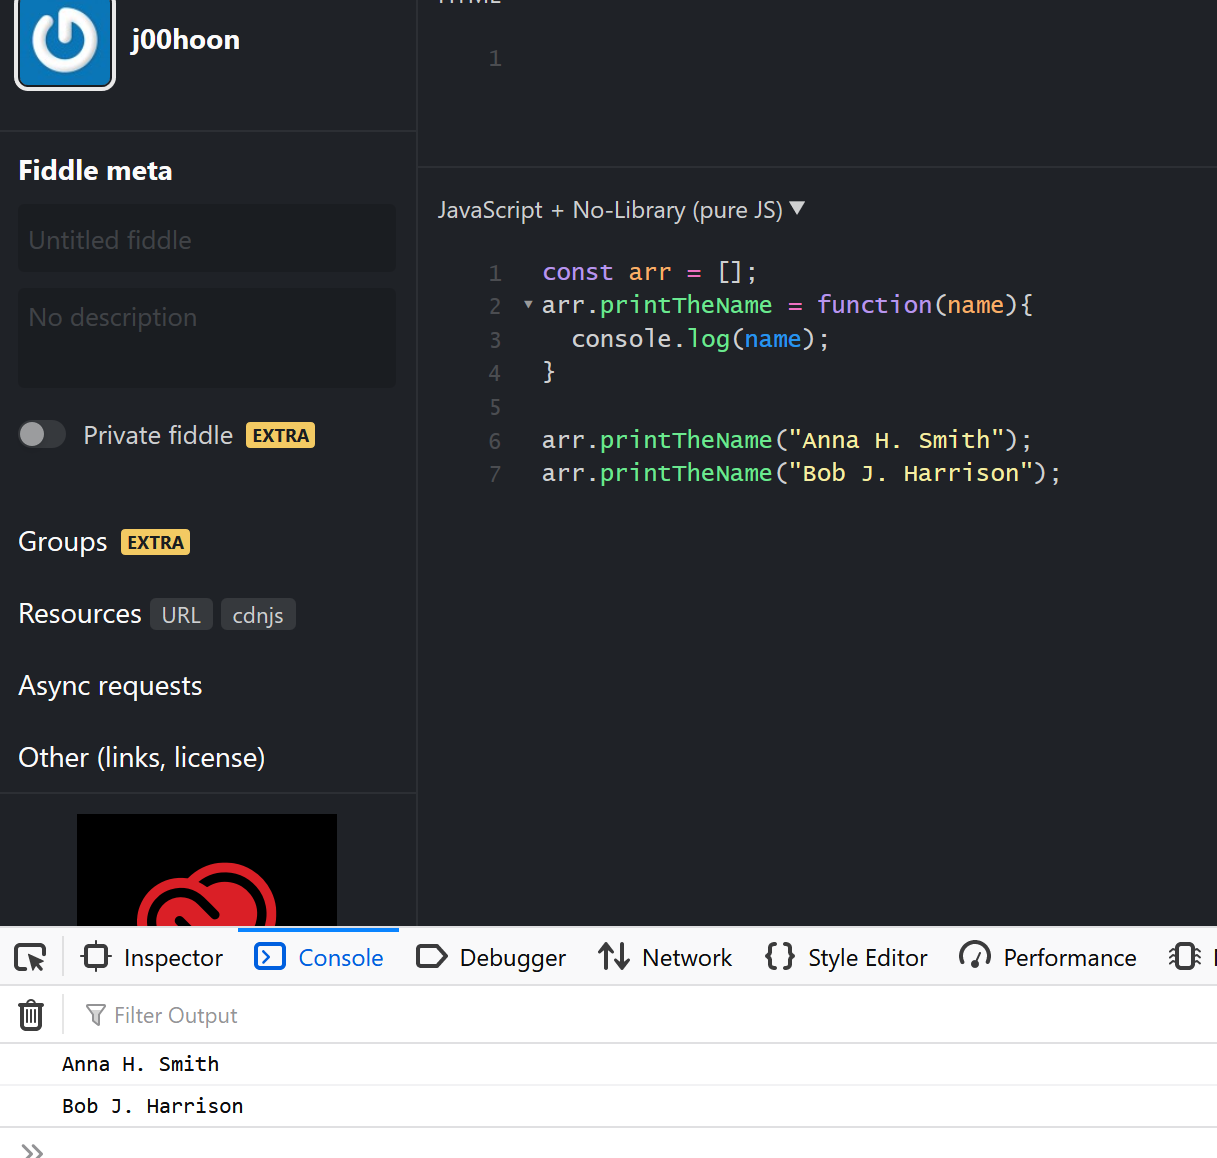 j00hoon
Fiddle meta
Untitled fiddle
No description
Private fiddle EXTRA
Groups EXTRA
Resources URL cdnjs
Async requests
Other (links, license)
HTML
1
JavaScript + No-Library (pure JS) ▼
1 const arr = [];
2 ▾ arr.printTheName = function(name){
3 console.log(name);
4 }
5
6 arr.printTheName("Anna H. Smith");
7 arr.printTheName("Bob J. Harrison");
Inspector Console Debugger Network Style Editor Performance
Filter Output
Anna H. Smith
Bob J. Harrison